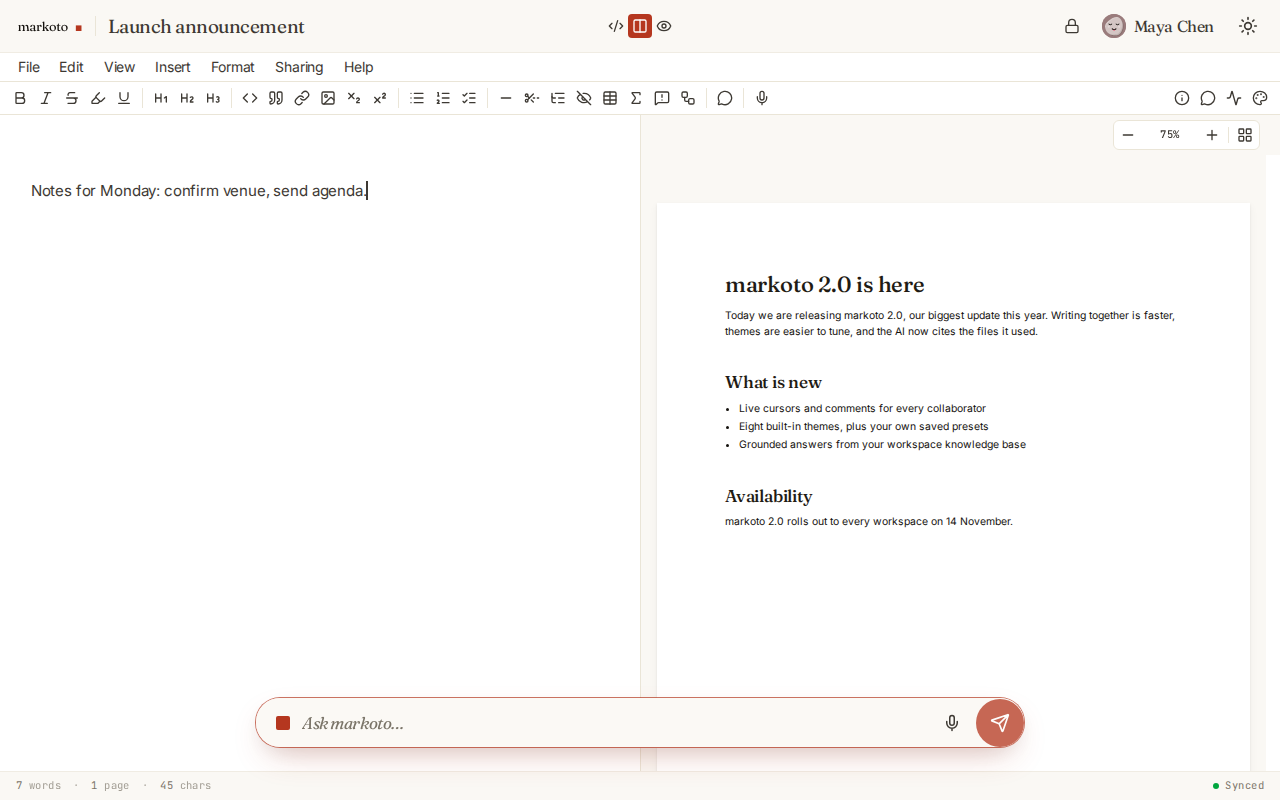 markoto
Launch announcement
Maya Chen
File Edit View Insert Format Sharing Help
H1 H2 H3
75%
Notes for Monday: confirm venue, send agenda.
markoto 2.0 is here
Today we are releasing markoto 2.0, our biggest update this year. Writing together is faster,
themes are easier to tune, and the AI now cites the files it used.
What is new
• Live cursors and comments for every collaborator
• Eight built-in themes, plus your own saved presets
• Grounded answers from your workspace knowledge base
Availability
markoto 2.0 rolls out to every workspace on 14 November.
Ask markoto...
7 words · 1 page · 45 chars
Synced